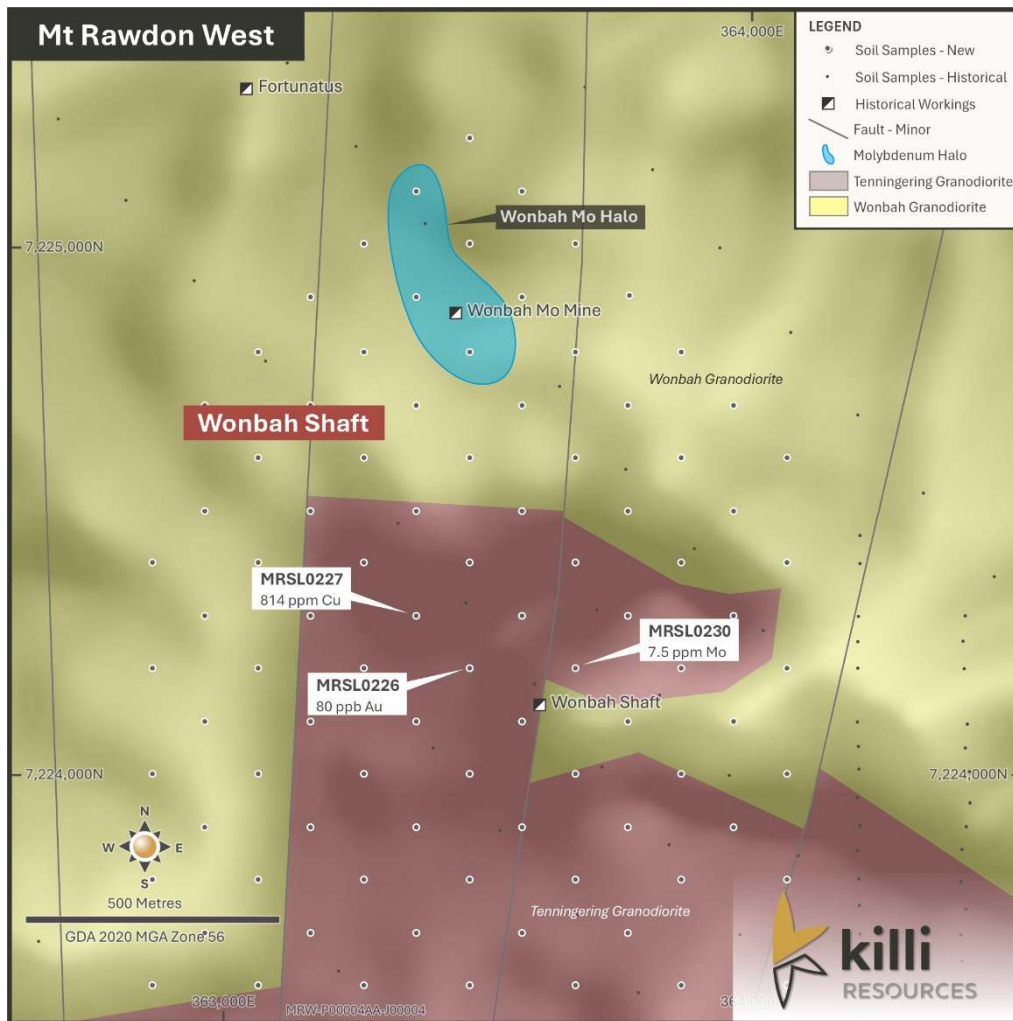 Mt Rawdon West
364,000E
LEGEND
Soil Samples - New
Soil Samples - Historical
Historical Workings
Fault - Minor
Molybdenum Halo
Tenningering Granodiorite
Wonbah Granodiorite
Fortunatus
Wonbah Mo Halo
7,225,000N
Wonbah Mo Mine
Wonbah Granodiorite
Wonbah Shaft
MRSL0227
814 ppm Cu
MRSL0230
7.5 ppm Mo
MRSL0226
80 ppb Au
Wonbah Shaft
7,224,000N
7,224,000N
N
W E
S
500 Metres
GDA 2020 MGA Zone 56
Tenningering Granodiorite
killi
RESOURCES
363,000E
MRW-P00004AA-J00004
364,000E